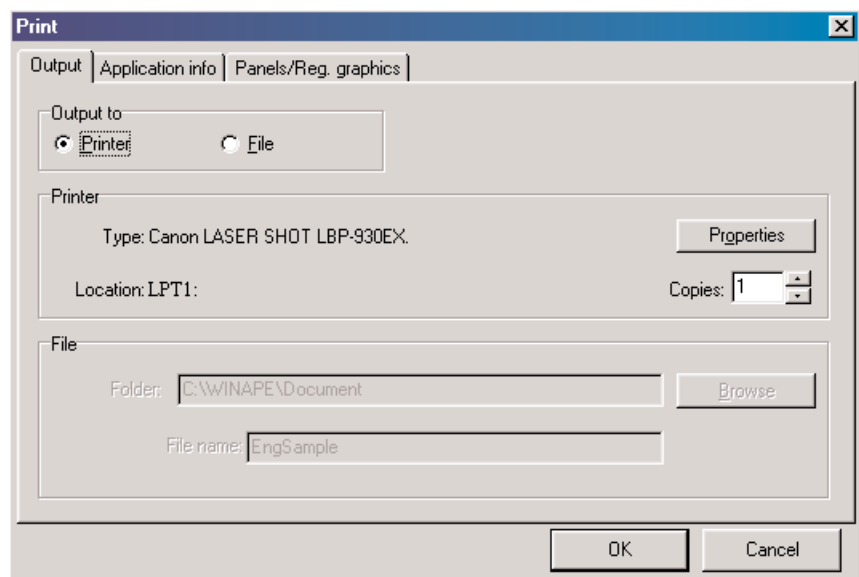 Print
Output Application info Panels/Reg. graphics
Output to
Printer File
Printer
Type: Canon LASER SHOT LBP-930EX. Properties
Location: LPT1: Copies: 1
File
Folder: C:\WINAPE\Document Browse
File name: EngSample
OK Cancel